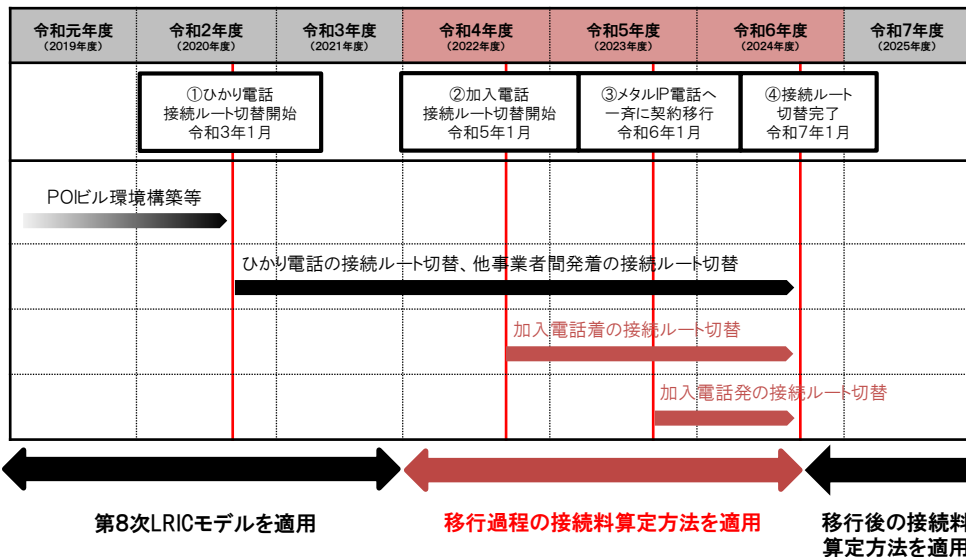 令和元年度
(2019年度)
令和2年度
(2020年度)
令和3年度
(2021年度)
令和4年度
(2022年度)
令和5年度
(2023年度)
令和6年度
(2024年度)
令和7年度
(2025年度)
①ひかり電話
接続ルート切替開始
令和3年1月
②加入電話
接続ルート切替開始
令和5年1月
③メタルIP電話へ
一斉に契約移行
令和6年1月
④接続ルート
切替完了
令和7年1月
POIビル環境構築等
ひかり電話の接続ルート切替、他事業者間発着の接続ルート切替
加入電話着の接続ルート切替
加入電話発の接続ルート切替
第8次LRICモデルを適用
移行過程の接続料算定方法を適用
移行後の接続料
算定方法を適用